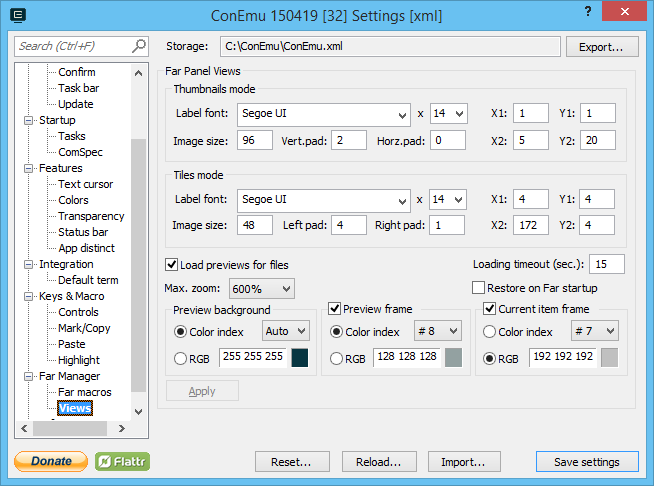 ConEmu 150419 [32] Settings [xml]
? X
Search (Ctrl+F)
Storage: C:\ConEmu\ConEmu.xml Export...
Confirm
Task bar
Update
Startup
Tasks
ComSpec
Features
Text cursor
Colors
Transparency
Status bar
App distinct
Integration
Default term
Keys & Macro
Controls
Mark/Copy
Paste
Highlight
Far Manager
Far macros
Views
Far Panel Views
Thumbnails mode
Label font: Segoe UI x 14 X1: 1 Y1: 1
Image size: 96 Vert.pad: 2 Horz.pad: 0 X2: 5 Y2: 20
Tiles mode
Label font: Segoe UI x 14 X1: 4 Y1: 4
Image size: 48 Left pad: 4 Right pad: 1 X2: 172 Y2: 4
Load previews for files Loading timeout (sec.): 15
Max. zoom: 600% Restore on Far startup
Preview background Preview frame Current item frame
Color index Auto Color index # 8 Color index # 7
RGB 255 255 255 RGB 128 128 128 RGB 192 192 192
Apply
Donate Flattr Reset... Reload... Import... Save settings